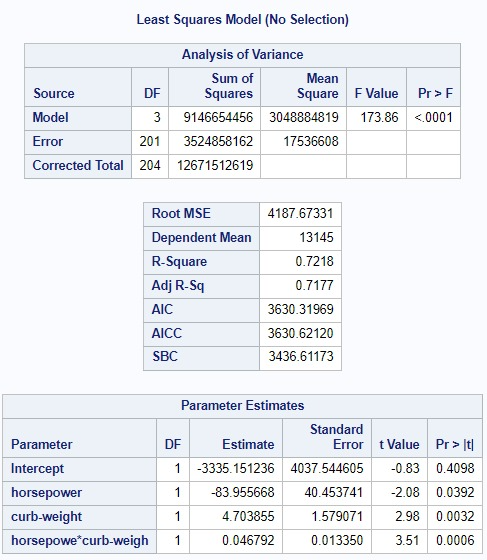 Least Squares Model (No Selection)
Analysis of Variance
Source DF Sum of Squares Mean Square F Value Pr > F
Model 3 9146654456 3048884819 173.86 <.0001
Error 201 3524858162 17536608
Corrected Total 204 12671512619
Root MSE 4187.67331
Dependent Mean 13145
R-Square 0.7218
Adj R-Sq 0.7177
AIC 3630.31969
AICC 3630.62120
SBC 3436.61173
Parameter Estimates
Parameter DF Estimate Standard Error t Value Pr > |t|
Intercept 1 -3335.151236 4037.544605 -0.83 0.4098
horsepower 1 -83.955668 40.453741 -2.08 0.0392
curb-weight 1 4.703855 1.579071 2.98 0.0032
horsepowe*curb-weigh 1 0.046792 0.013350 3.51 0.0006